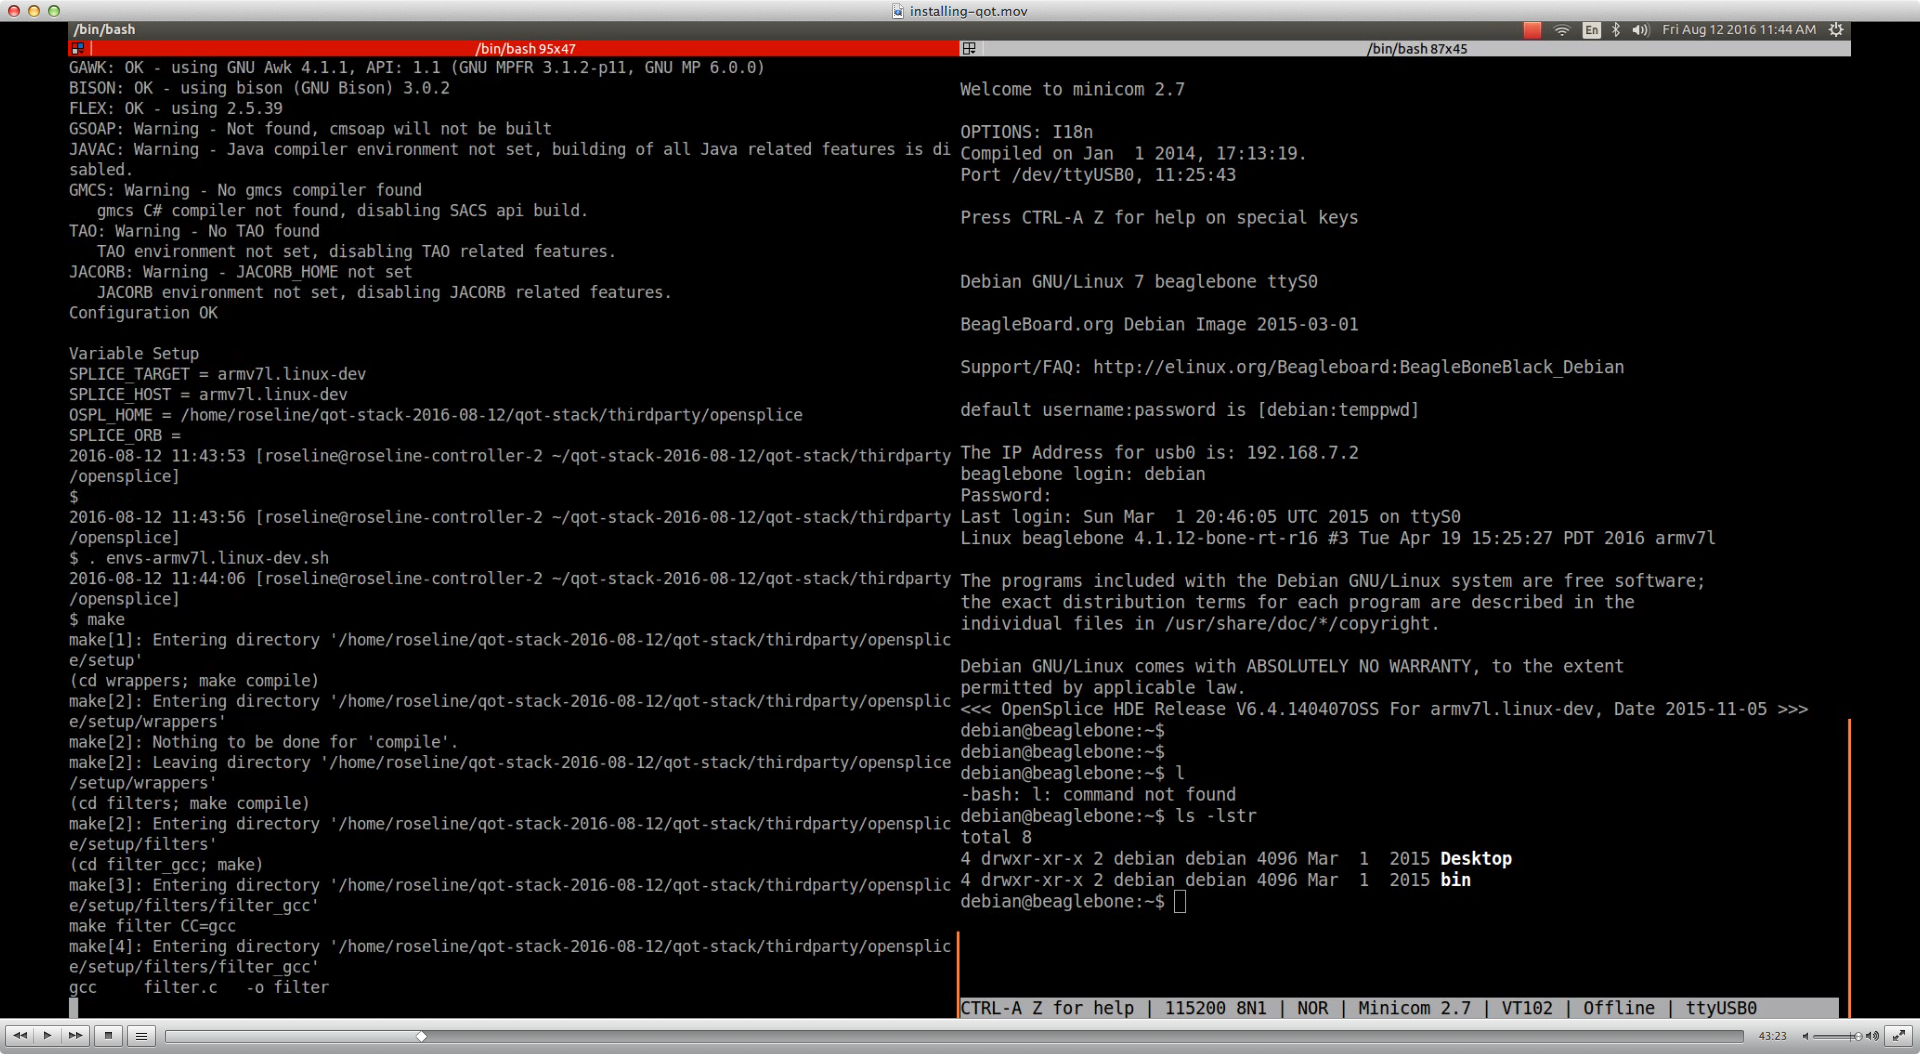 installing-qot.mov
/bin/bash
En
Fri Aug 12 2016 11:44 AM
/bin/bash 95x47
GAWK: OK - using GNU Awk 4.1.1, API: 1.1 (GNU MPFR 3.1.2-p11, GNU MP 6.0.0)
BISON: OK - using bison (GNU Bison) 3.0.2
FLEX: OK - using 2.5.39
GSOAP: Warning - Not found, cmsoap will not be built
JAVAC: Warning - Java compiler environment not set, building of all Java related features is di
sabled.
GMCS: Warning - No gmcs compiler found
   gmcs C# compiler not found, disabling SACS api build.
TAO: Warning - No TAO found
   TAO environment not set, disabling TAO related features.
JACORB: Warning - JACORB_HOME not set
   JACORB environment not set, disabling JACORB related features.
Configuration OK
Variable Setup
SPLICE_TARGET = armv7l.linux-dev
SPLICE_HOST = armv7l.linux-dev
OSPL_HOME = /home/roseline/qot-stack-2016-08-12/qot-stack/thirdparty/opensplice
SPLICE_ORB =
2016-08-12 11:43:53 [roseline@roseline-controller-2 ~/qot-stack-2016-08-12/qot-stack/thirdparty
/opensplice]
$
2016-08-12 11:43:56 [roseline@roseline-controller-2 ~/qot-stack-2016-08-12/qot-stack/thirdparty
/opensplice]
$ . envs-armv7l.linux-dev.sh
2016-08-12 11:44:06 [roseline@roseline-controller-2 ~/qot-stack-2016-08-12/qot-stack/thirdparty
/opensplice]
$ make
make[1]: Entering directory '/home/roseline/qot-stack-2016-08-12/qot-stack/thirdparty/opensplic
e/setup'
(cd wrappers; make compile)
make[2]: Entering directory '/home/roseline/qot-stack-2016-08-12/qot-stack/thirdparty/opensplic
e/setup/wrappers'
make[2]: Nothing to be done for 'compile'.
make[2]: Leaving directory '/home/roseline/qot-stack-2016-08-12/qot-stack/thirdparty/opensplice
/setup/wrappers'
(cd filters; make compile)
make[2]: Entering directory '/home/roseline/qot-stack-2016-08-12/qot-stack/thirdparty/opensplic
e/setup/filters'
(cd filter_gcc; make)
make[3]: Entering directory '/home/roseline/qot-stack-2016-08-12/qot-stack/thirdparty/opensplic
e/setup/filters/filter_gcc'
make filter CC=gcc
make[4]: Entering directory '/home/roseline/qot-stack-2016-08-12/qot-stack/thirdparty/opensplic
e/setup/filters/filter_gcc'
gcc     filter.c   -o filter
/bin/bash 87x45
Welcome to minicom 2.7
OPTIONS: I18n
Compiled on Jan  1 2014, 17:13:19.
Port /dev/ttyUSB0, 11:25:43
Press CTRL-A Z for help on special keys
Debian GNU/Linux 7 beaglebone ttyS0
BeagleBoard.org Debian Image 2015-03-01
Support/FAQ: http://elinux.org/Beagleboard:BeagleBoneBlack_Debian
default username:password is [debian:temppwd]
The IP Address for usb0 is: 192.168.7.2
beaglebone login: debian
Password:
Last login: Sun Mar  1 20:46:05 UTC 2015 on ttyS0
Linux beaglebone 4.1.12-bone-rt-r16 #3 Tue Apr 19 15:25:27 PDT 2016 armv7l
The programs included with the Debian GNU/Linux system are free software;
the exact distribution terms for each program are described in the
individual files in /usr/share/doc/*/copyright.
Debian GNU/Linux comes with ABSOLUTELY NO WARRANTY, to the extent
permitted by applicable law.
<<< OpenSplice HDE Release V6.4.140407OSS For armv7l.linux-dev, Date 2015-11-05 >>>
debian@beaglebone:~$
debian@beaglebone:~$
debian@beaglebone:~$ l
-bash: l: command not found
debian@beaglebone:~$ ls -lstr
total 8
4 drwxr-xr-x 2 debian debian 4096 Mar  1  2015 Desktop
4 drwxr-xr-x 2 debian debian 4096 Mar  1  2015 bin
debian@beaglebone:~$
CTRL-A Z for help | 115200 8N1 | NOR | Minicom 2.7 | VT102 | Offline | ttyUSB0
43:23